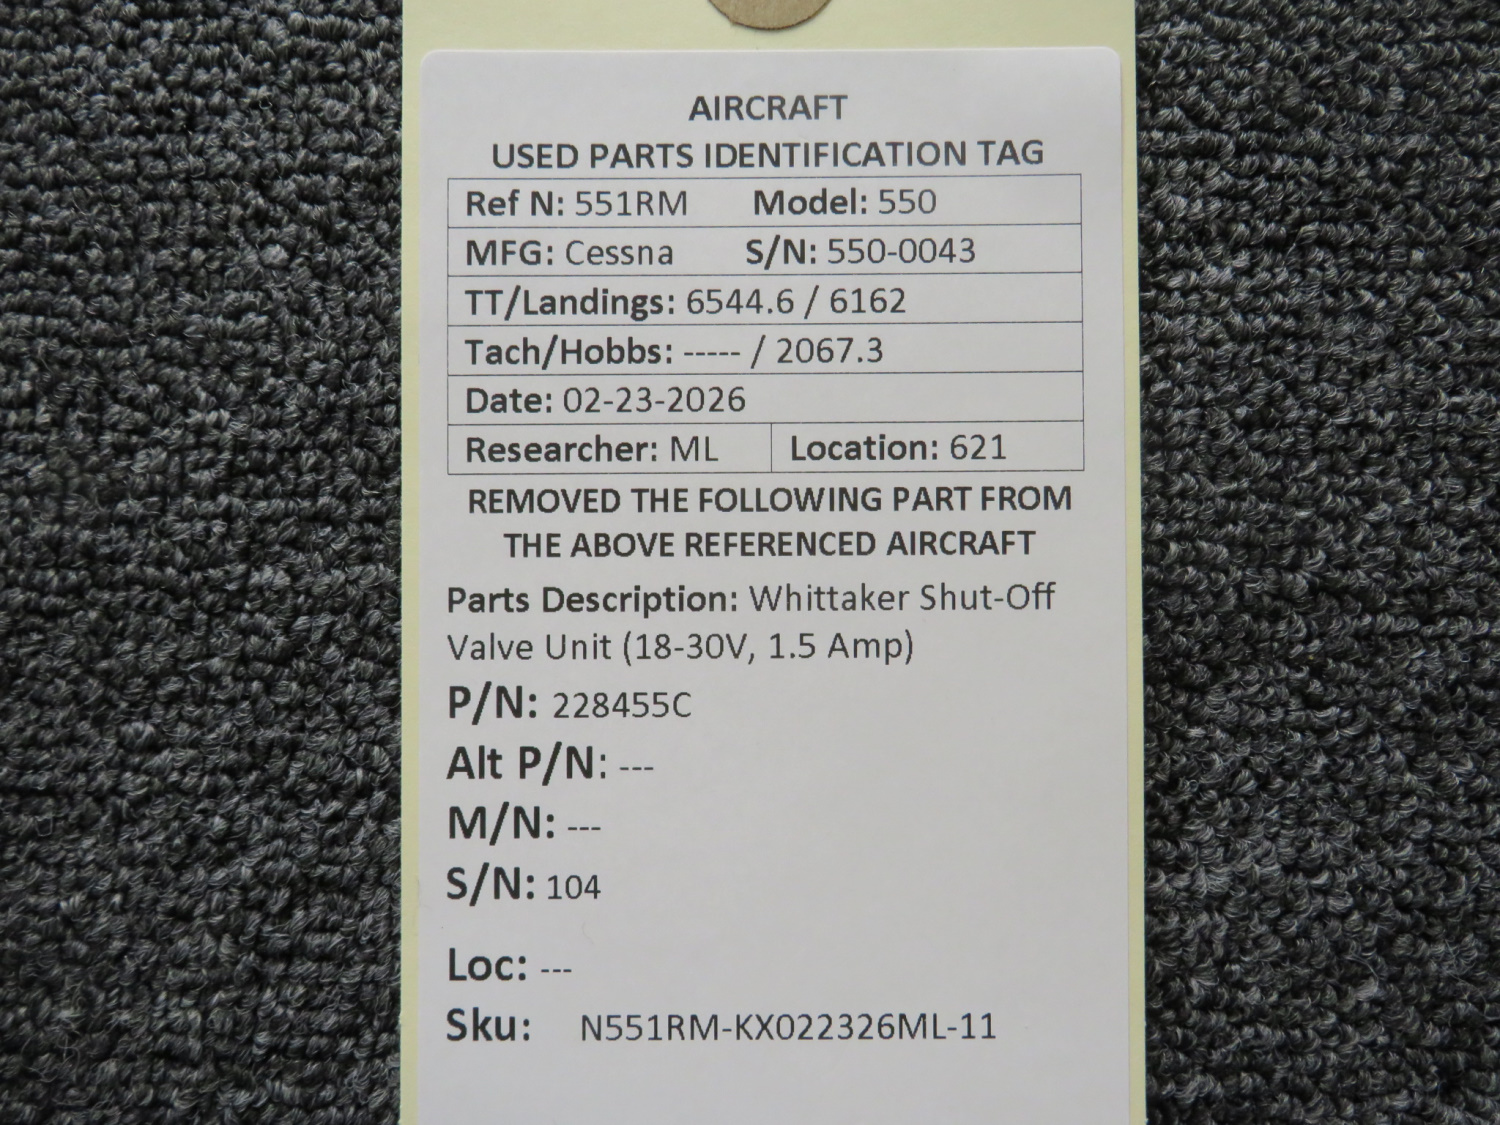 AIRCRAFT
USED PARTS IDENTIFICATION TAG
Ref N: 551RM Model: 550
MFG: Cessna S/N: 550-0043
TT/Landings: 6544.6 / 6162
Tach/Hobbs: ----- / 2067.3
Date: 02-23-2026
Researcher: ML Location: 621
REMOVED THE FOLLOWING PART FROM
THE ABOVE REFERENCED AIRCRAFT
Parts Description: Whittaker Shut-Off
Valve Unit (18-30V, 1.5 Amp)
P/N: 228455C
Alt P/N: ---
M/N: ---
S/N: 104
Loc: ---
Sku: N551RM-KX022326ML-11